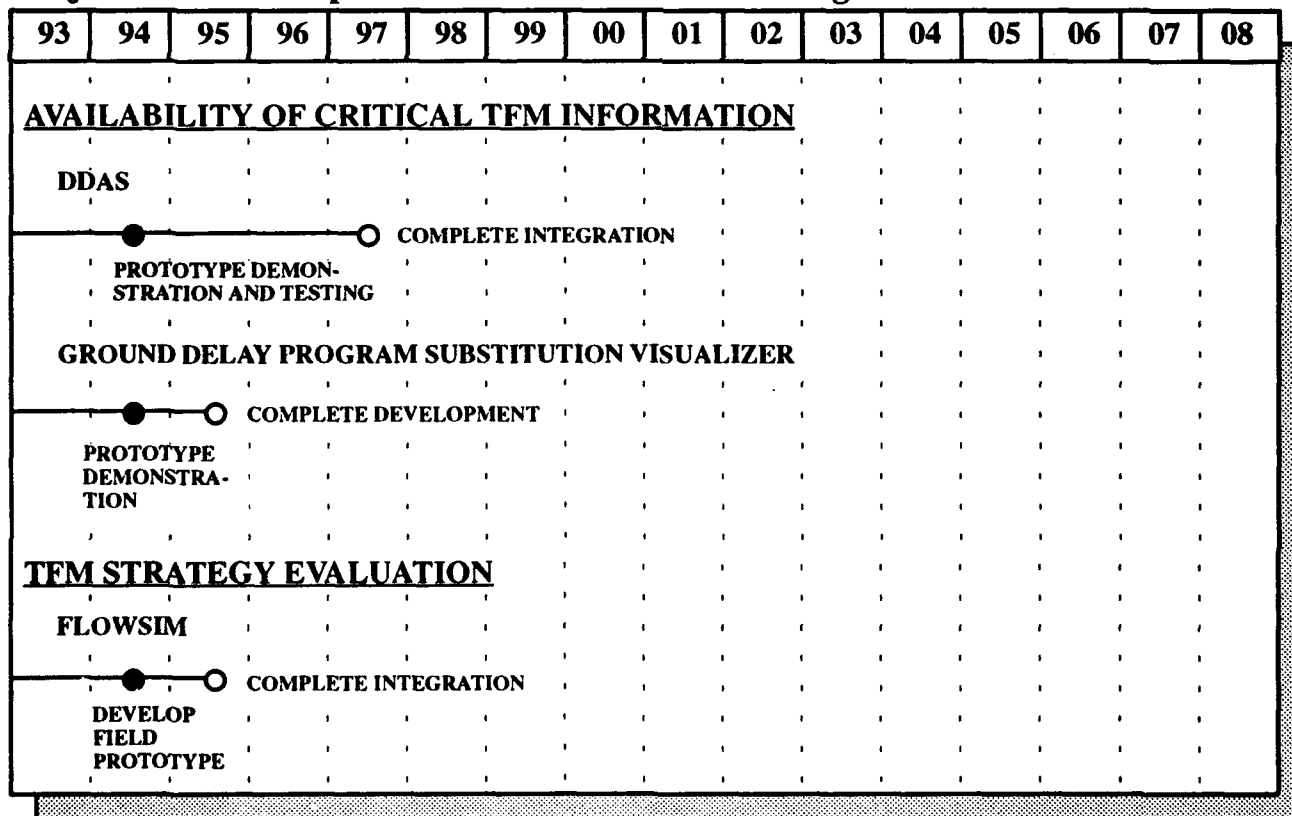 93 94 95 96 97 98 99 00 01 02 03 04 05 06 07 08
AVAILABILITY OF CRITICAL TFM INFORMATION
DDAS
COMPLETE INTEGRATION
PROTOTYPE DEMON-
STRATION AND TESTING
GROUND DELAY PROGRAM SUBSTITUTION VISUALIZER
COMPLETE DEVELOPMENT
PROTOTYPE
DEMONSTRA-
TION
TFM STRATEGY EVALUATION
FLOWSIM
COMPLETE INTEGRATION
DEVELOP
FIELD
PROTOTYPE